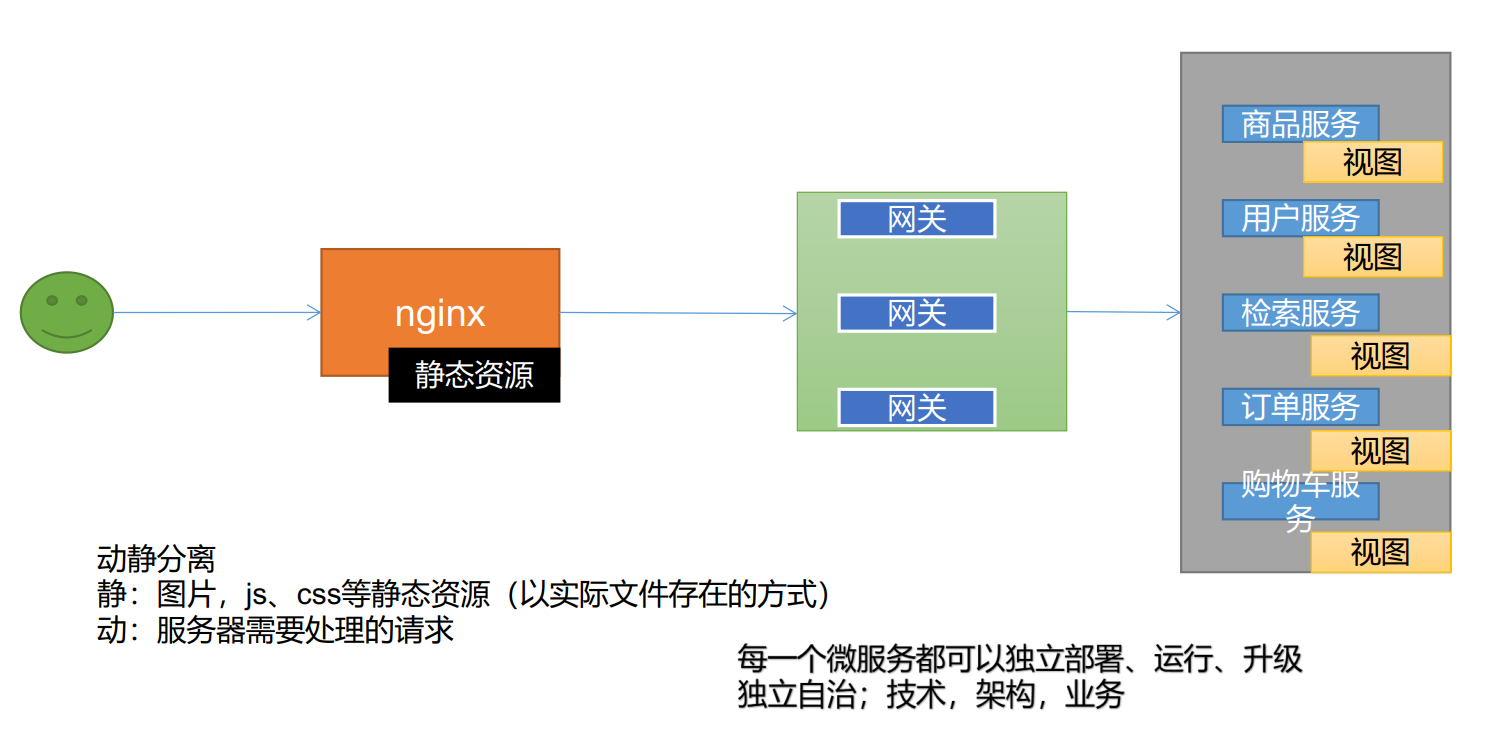 商品服务
视图
用户服务
视图
网关
nginx
静态资源
网关
检索服务
视图
网关
订单服务
视图
购物车服
务
视图
动静分离
静：图片，js、css等静态资源（以实际文件存在的方式）
动：服务器需要处理的请求
每一个微服务都可以独立部署、运行、升级
独立自治；技术，架构，业务